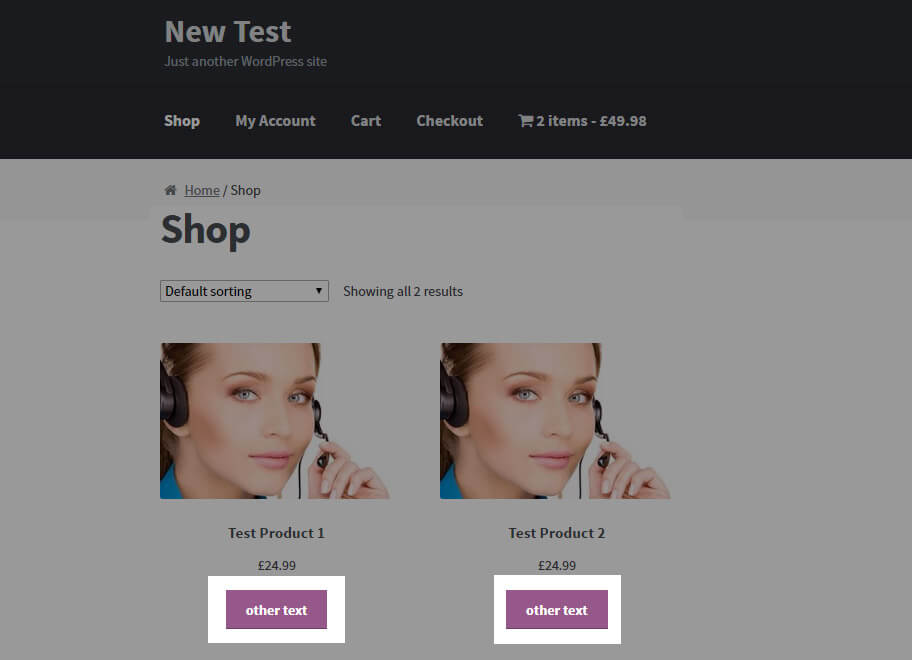 New Test
Just another WordPress site
Shop My Account Cart Checkout 2 items - £49.98
Home / Shop
Shop
Default sorting Showing all 2 results
Test Product 1 Test Product 2
£24.99 £24.99
other text other text